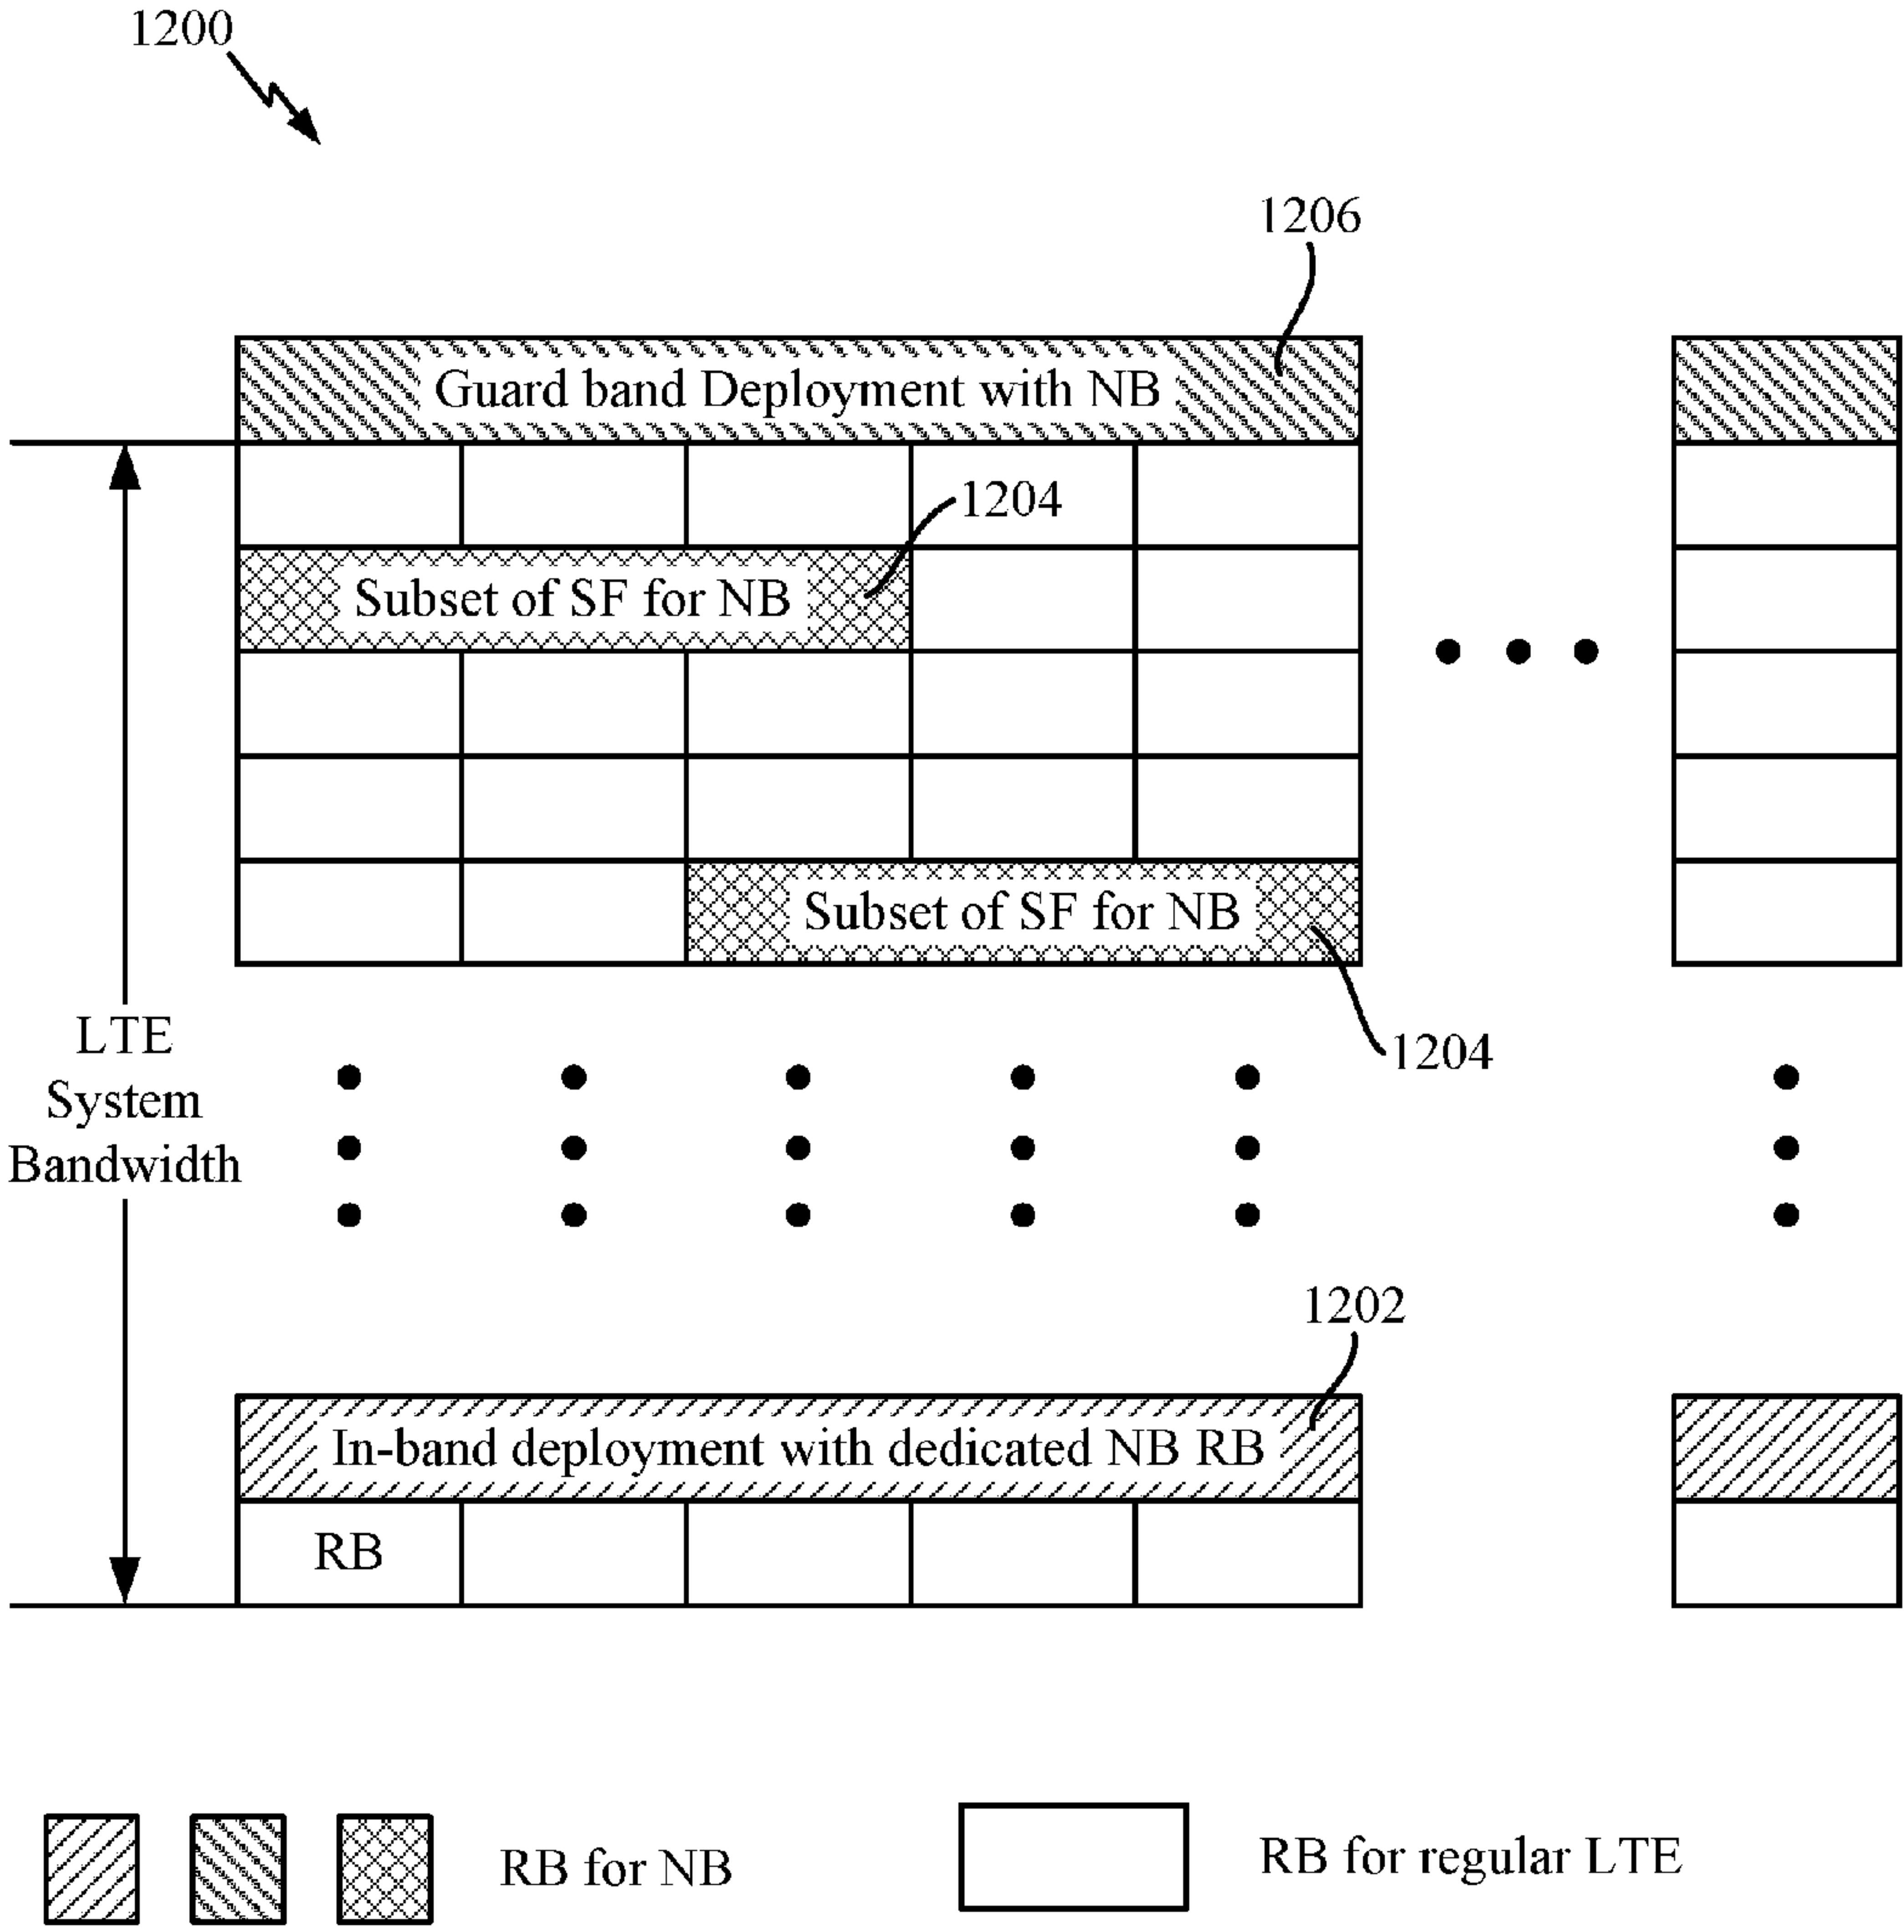 1200
1206
Guard band Deployment with NB
1204
Subset of SF for NB
Subset of SF for NB
1204
LTE
System
Bandwidth
1202
In-band deployment with dedicated NB RB
RB
RB for NB
RB for regular LTE